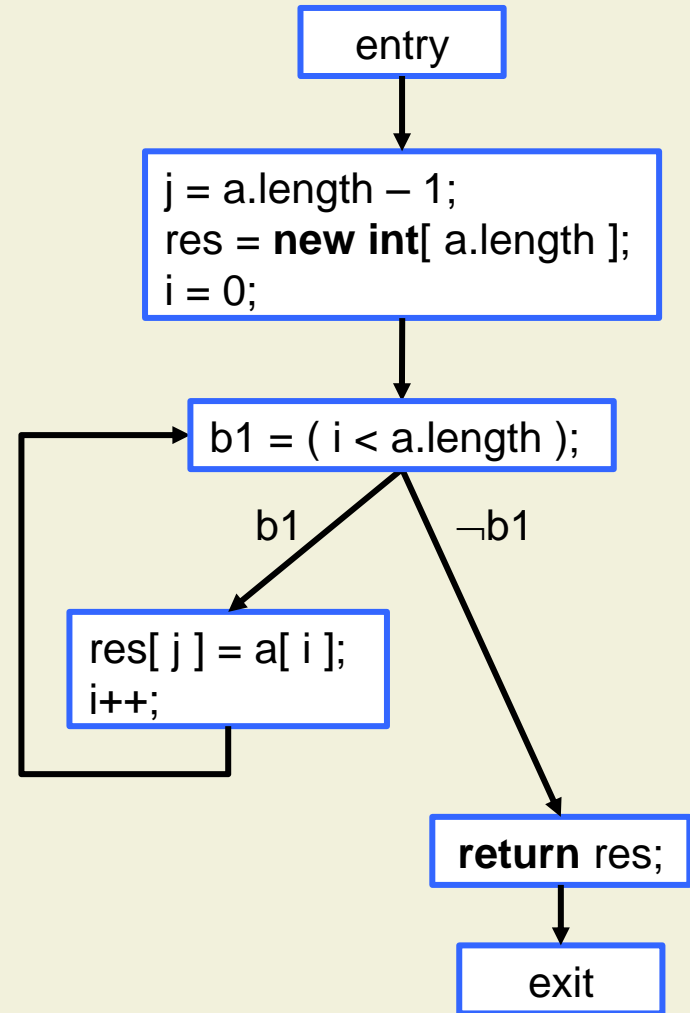 entry
j = a.length – 1;
res = new int[ a.length ];
i = 0;
b1 = ( i < a.length );
b1
¬b1
res[ j ] = a[ i ];
i++;
return res;
exit